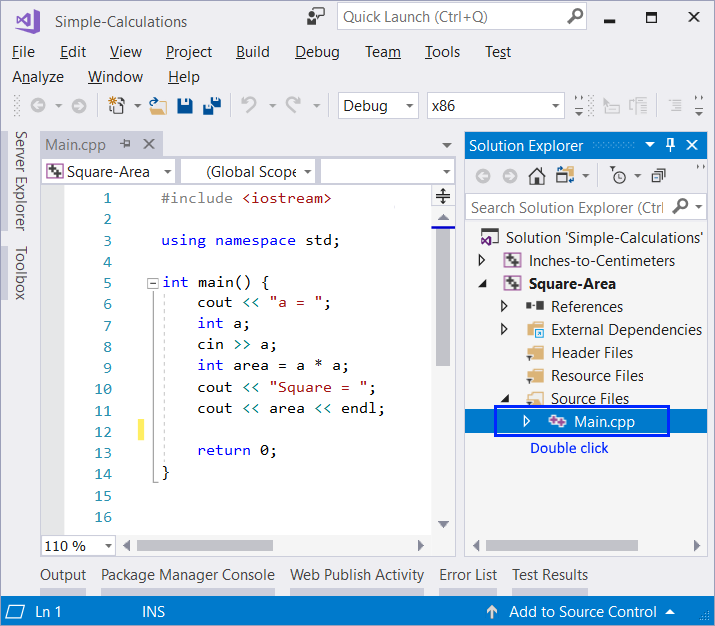 Simple-Calculations
Quick Launch (Ctrl+Q)
File Edit View Project Build Debug Team Tools Test
Analyze Window Help
Debug x86
Server Explorer
Toolbox
Main.cpp
Square-Area (Global Scope
1 #include <iostream>
2
3 using namespace std;
4
5 int main() {
6 cout << "a = ";
7 int a;
8 cin >> a;
9 int area = a * a;
10 cout << "Square = ";
11 cout << area << endl;
12
13 return 0;
14 }
15
16
110 %
Solution Explorer
Search Solution Explorer (Ctrl
Solution 'Simple-Calculations'
Inches-to-Centimeters
Square-Area
References
External Dependencies
Header Files
Resource Files
Source Files
Main.cpp
Double click
Output Package Manager Console Web Publish Activity Error List Test Results
Ln 1 INS Add to Source Control